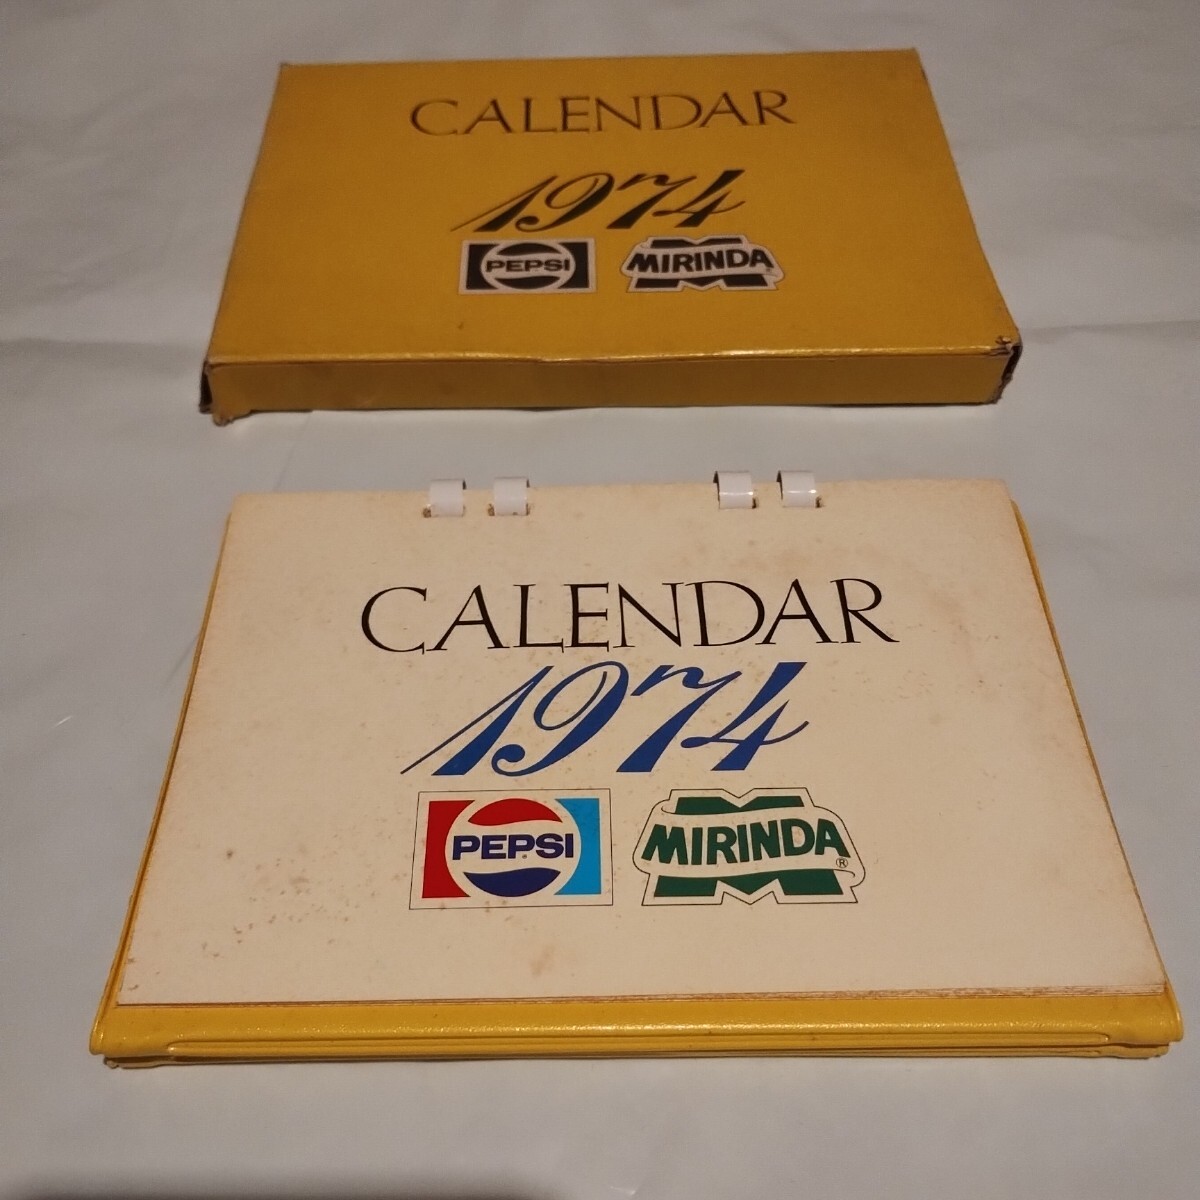 CALENDAR
1974
PEPSI MIRINDA
CALENDAR
1974
PEPSI MIRINDA®